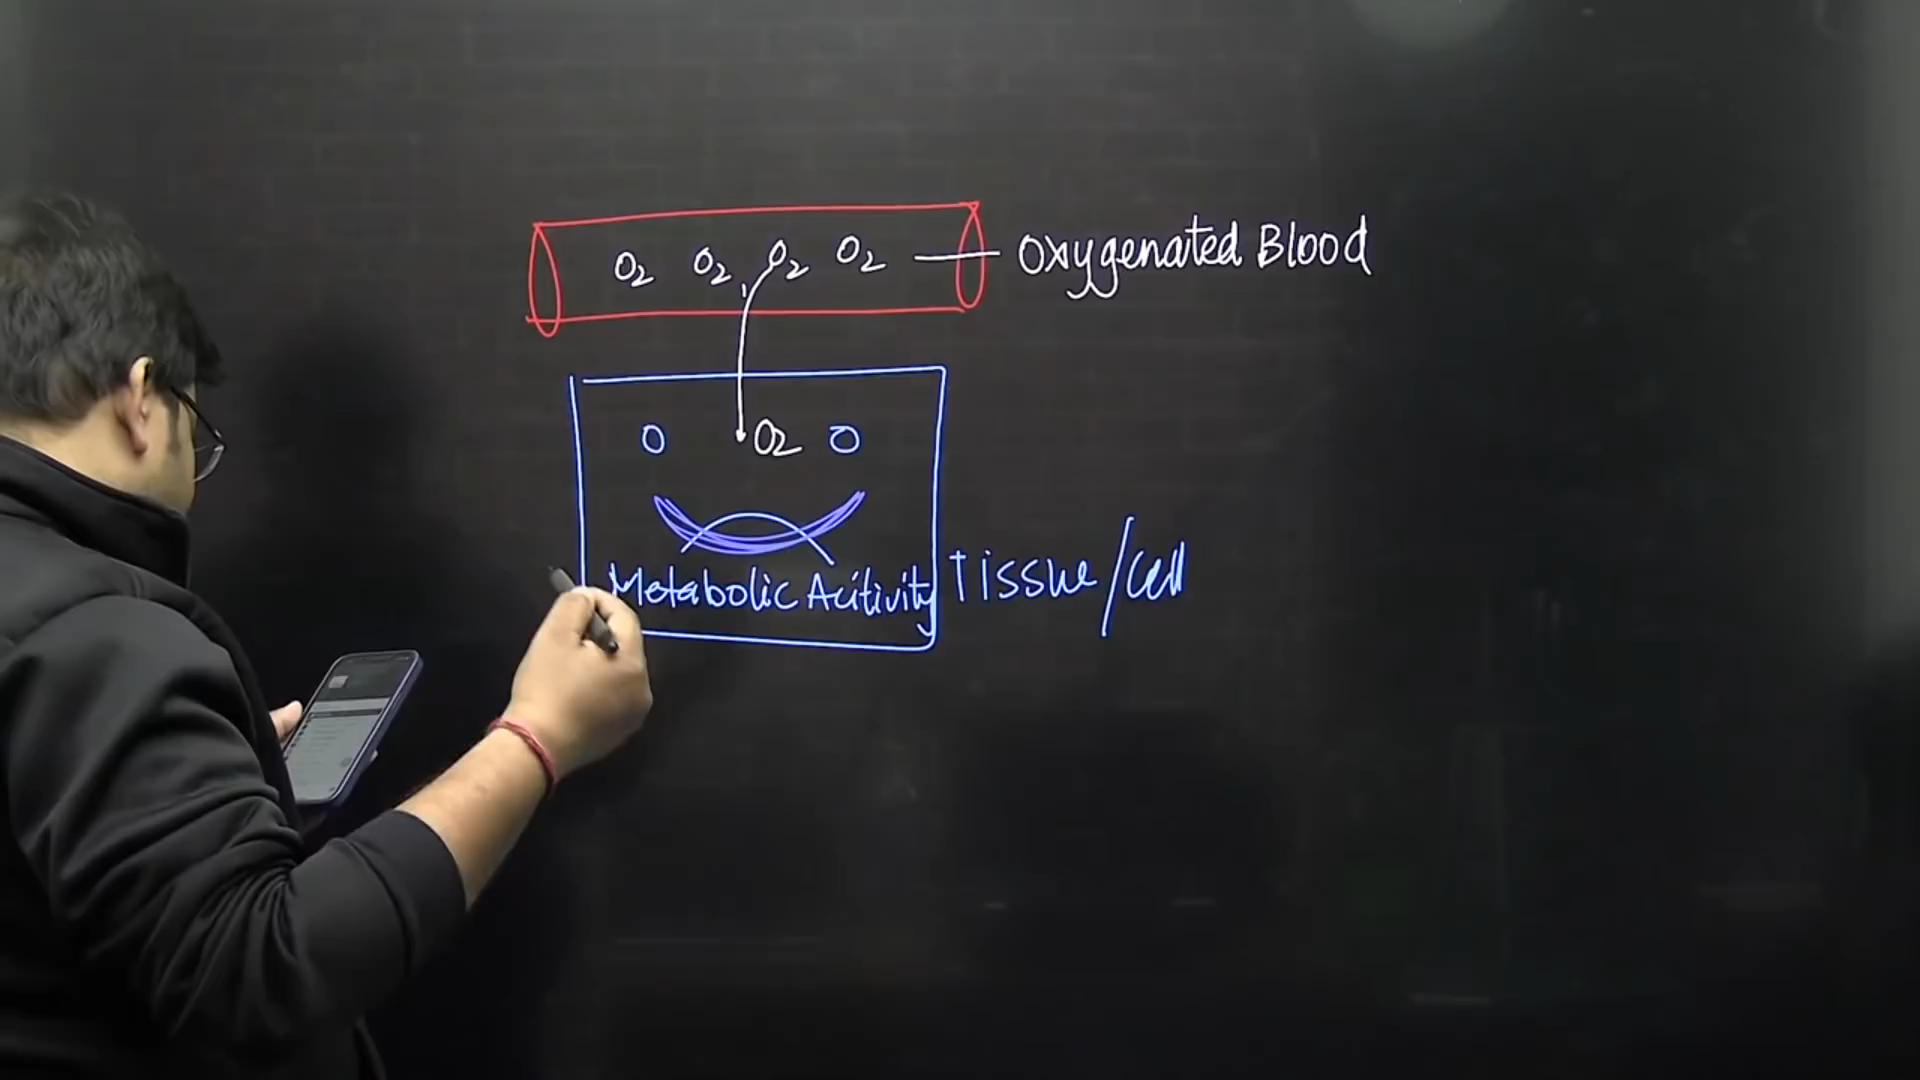 O2 O2 O2 O2 Oxygenated Blood
O2
Metabolic Acitivity Tissue/Cell